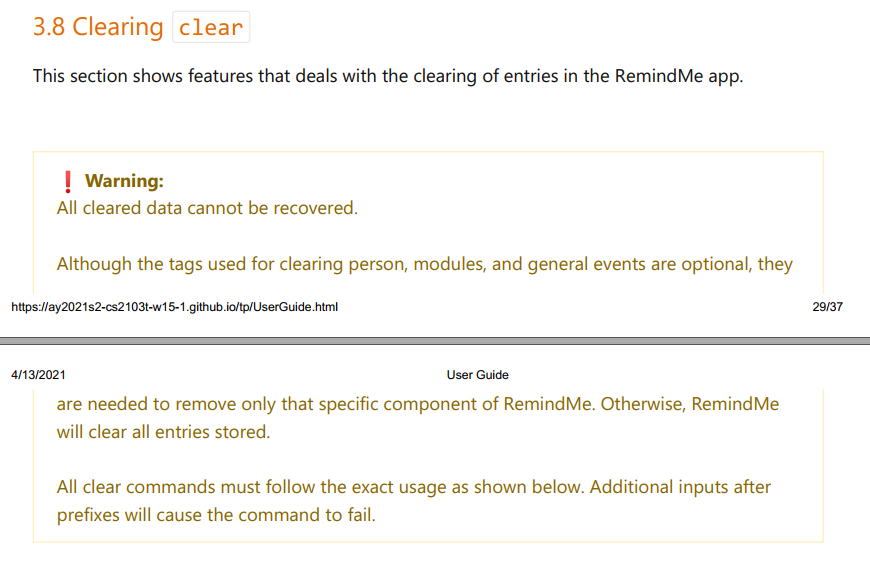 3.8 Clearing clear
This section shows features that deals with the clearing of entries in the RemindMe app.
❗ Warning:
All cleared data cannot be recovered.
Although the tags used for clearing person, modules, and general events are optional, they
https://ay2021s2-cs2103t-w15-1.github.io/tp/UserGuide.html 29/37
4/13/2021 User Guide
are needed to remove only that specific component of RemindMe. Otherwise, RemindMe
will clear all entries stored.
All clear commands must follow the exact usage as shown below. Additional inputs after
prefixes will cause the command to fail.